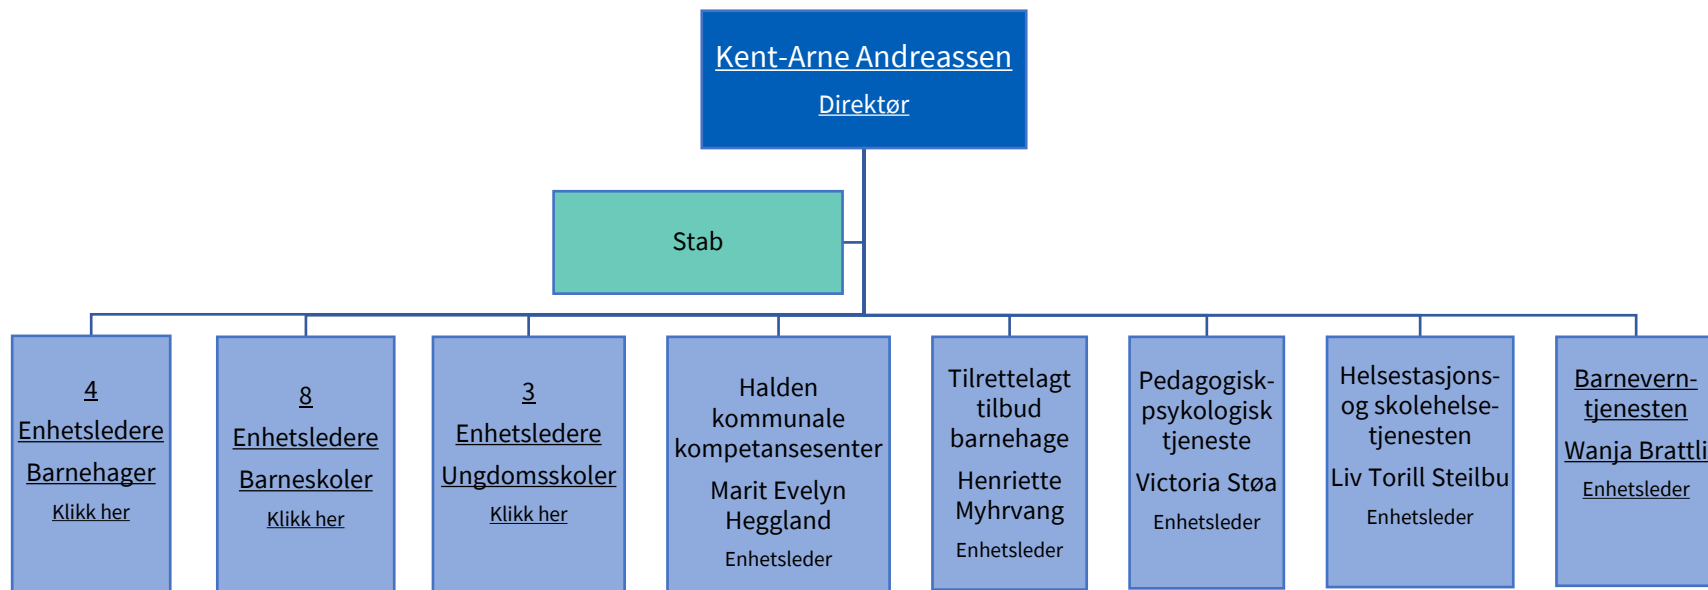 Kent-Arne Andreassen
Direktør
Stab
4
Enhetsledere
Barnehager
Klikk her
8
Enhetsledere
Barneskoler
Klikk her
3
Enhetsledere
Ungdomsskoler
Klikk her
Halden
kommunale
kompetansesenter
Marit Evelyn
Heggland
Enhetsleder
Tilrettelagt
tilbud
barnehage
Henriette
Myhrvang
Enhetsleder
Pedagogisk-
psykologisk
tjeneste
Victoria Støa
Enhetsleder
Helsestasjons-
og skolehelse-
tjenesten
Liv Torill Steilbu
Enhetsleder
Barnevern-
tjenesten
Wanja Brattli
Enhetsleder